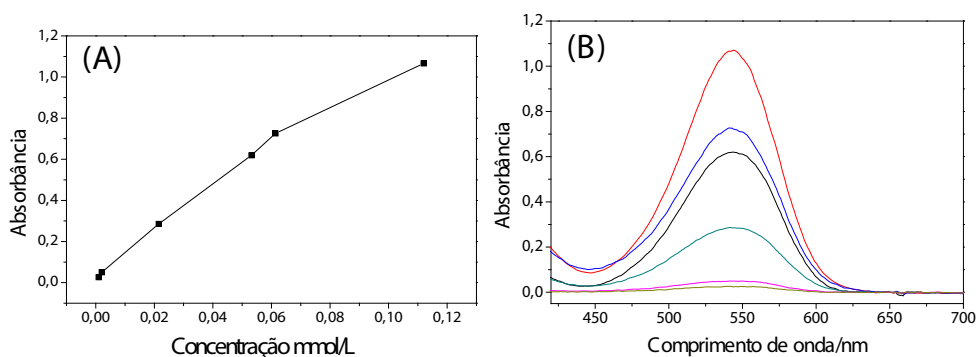 (A)
1,2
1,0
0,8
0,6
0,4
0,2
0,0
Absorbância
0,00 0,02 0,04 0,06 0,08 0,10 0,12
Concentração mmol/L
(B)
1,2
1,0
0,8
0,6
0,4
0,2
0,0
Absorbância
450 500 550 600 650 700
Comprimento de onda/nm